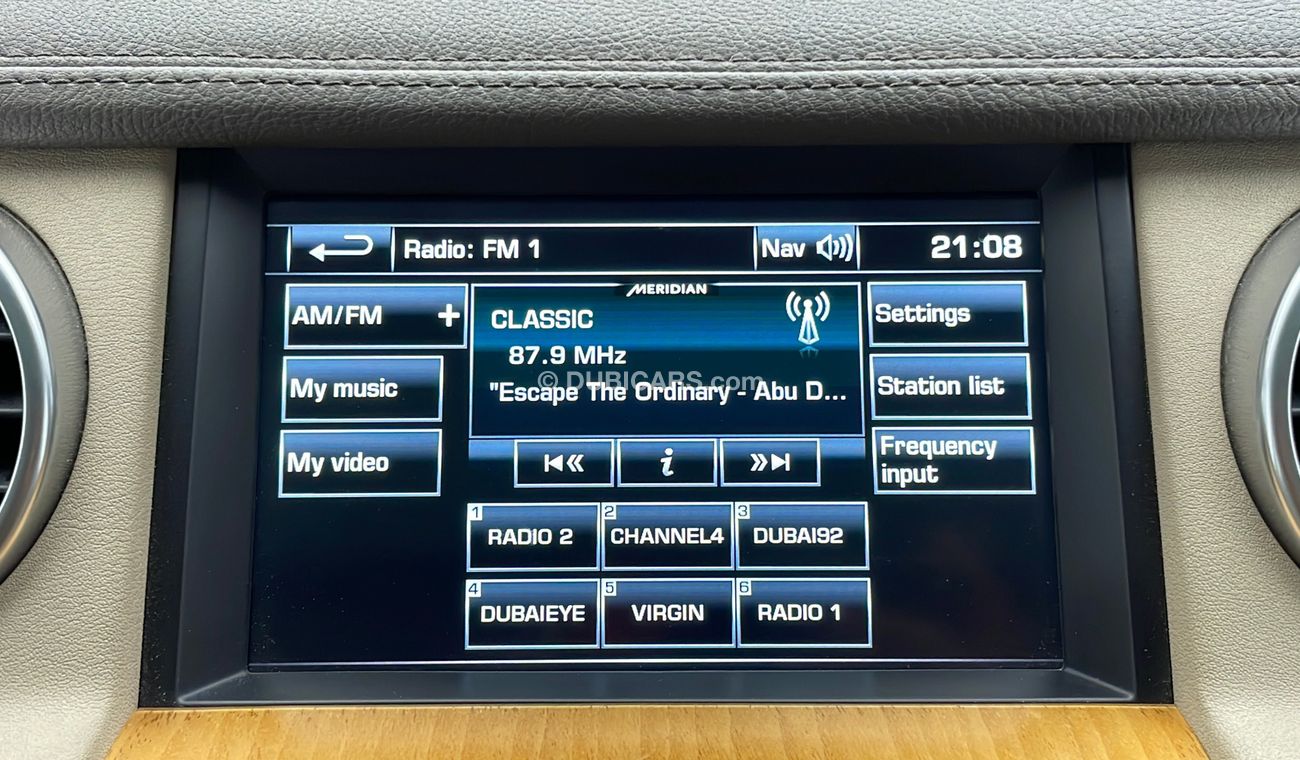 Radio: FM 1
Nav
21:08
AM/FM +
MERIDIAN
CLASSIC
87.9 MHz
"Escape The Ordinary - Abu D...
© DUBICARS.com
Settings
My music
Station list
My video
i
Frequency
input
1 RADIO 2
2 CHANNEL4
3 DUBAI92
4 DUBAIEYE
5 VIRGIN
6 RADIO 1